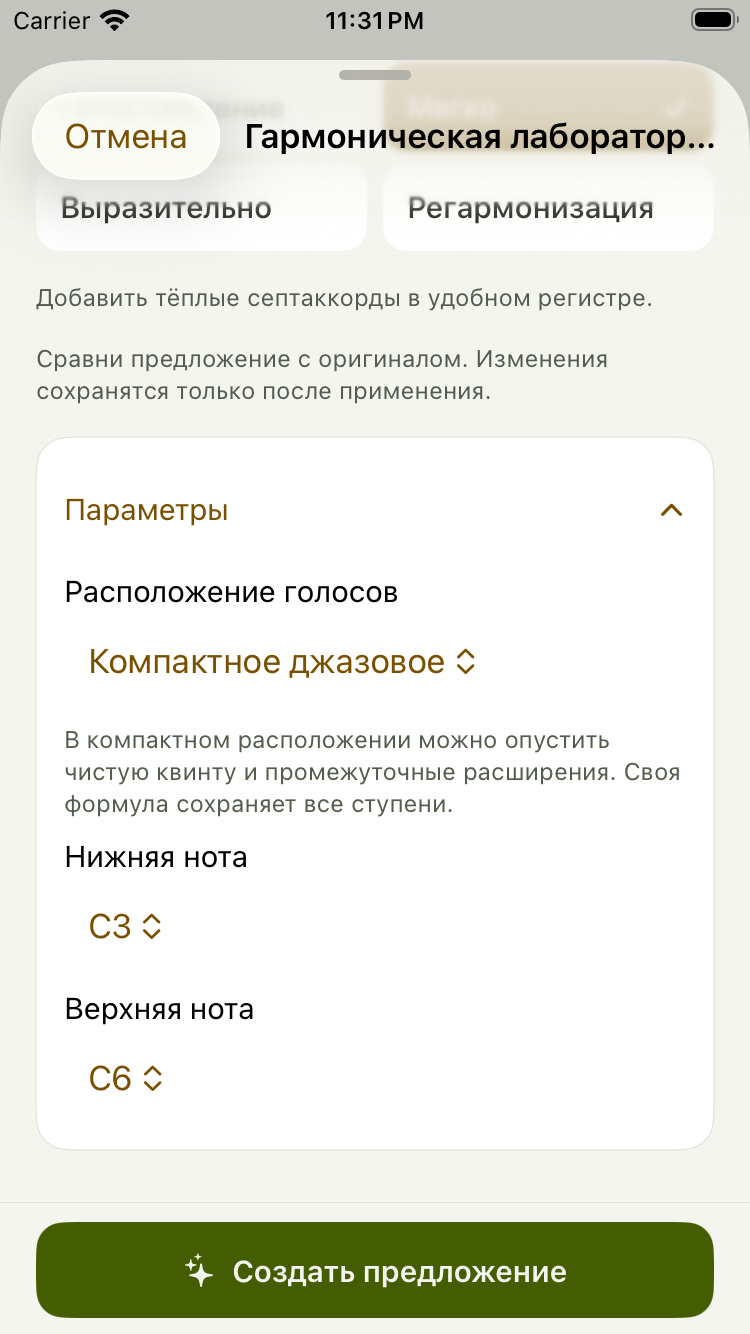 Carrier
11:31 PM
Мягко
Отмена
Гармоническая лаборатор...
Выразительно
Регармонизация
Добавить тёплые септаккорды в удобном регистре.
Сравни предложение с оригиналом. Изменения
сохранятся только после применения.
Параметры
Расположение голосов
Компактное джазовое
В компактном расположении можно опустить
чистую квинту и промежуточные расширения. Своя
формула сохраняет все ступени.
Нижняя нота
C3
Верхняя нота
C6
Создать предложение